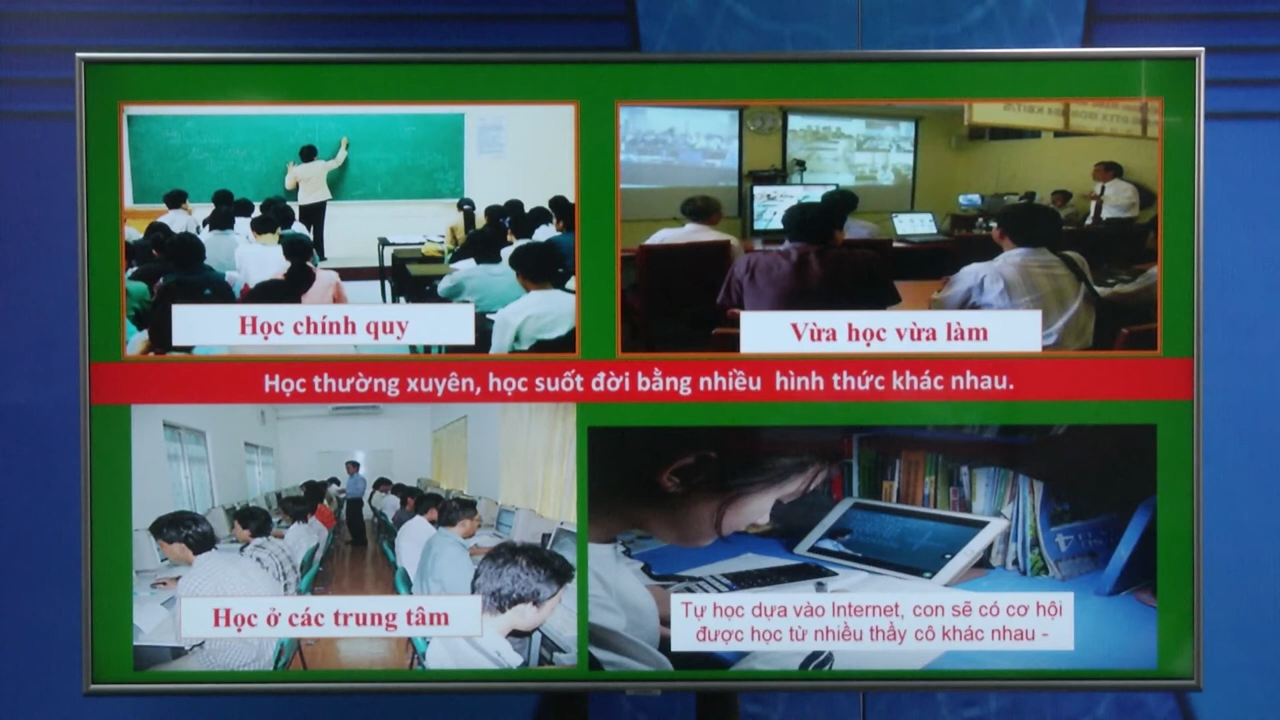 Học chính quy
Vừa học vừa làm
Học thường xuyên, học suốt đời bằng nhiều hình thức khác nhau.
Học ở các trung tâm
Tự học dựa vào Internet, con sẽ có cơ hội
được học từ nhiều thầy cô khác nhau -
4